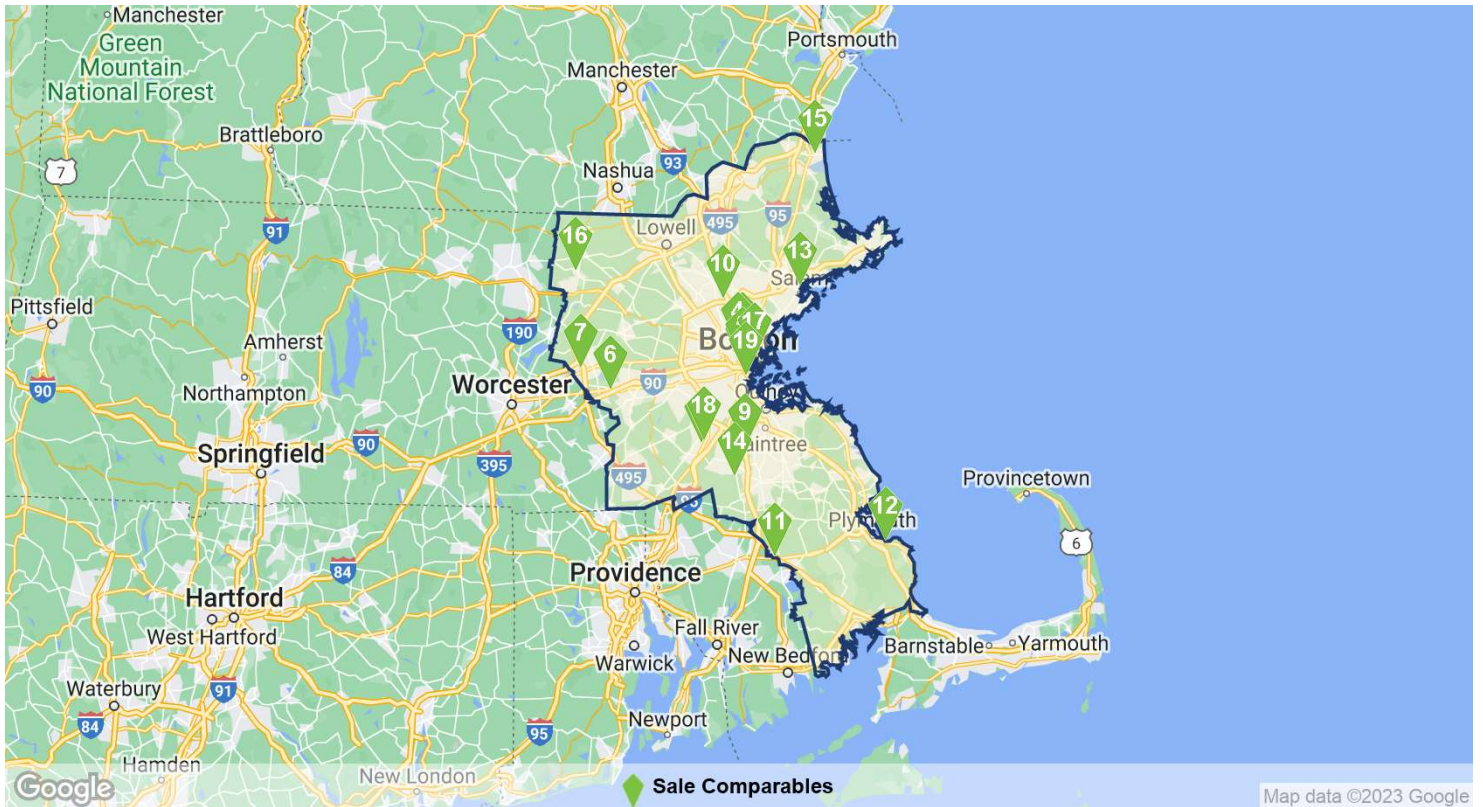 Manchester
Portsmouth
Green
Mountain
National Forest
Manchester
15
Brattleboro
93
7
Nashua
495
95
91
16
Lowell
13
10
Salem
Pittsfield
4
17
7
190
Boston
19
Amherst
6
Worcester
90
Northampton
90
18
9
Springfield
90
395
14
Braintree
495
Provincetown
95
12
11
Plymouth
6
84
Providence
Hartford
West Hartford
Fall River
Barnstable
Yarmouth
Warwick
New Bedford
Waterbury
91
84
95
Newport
Hamden
New London
Google
Sale Comparables
Map data ©2023 Google